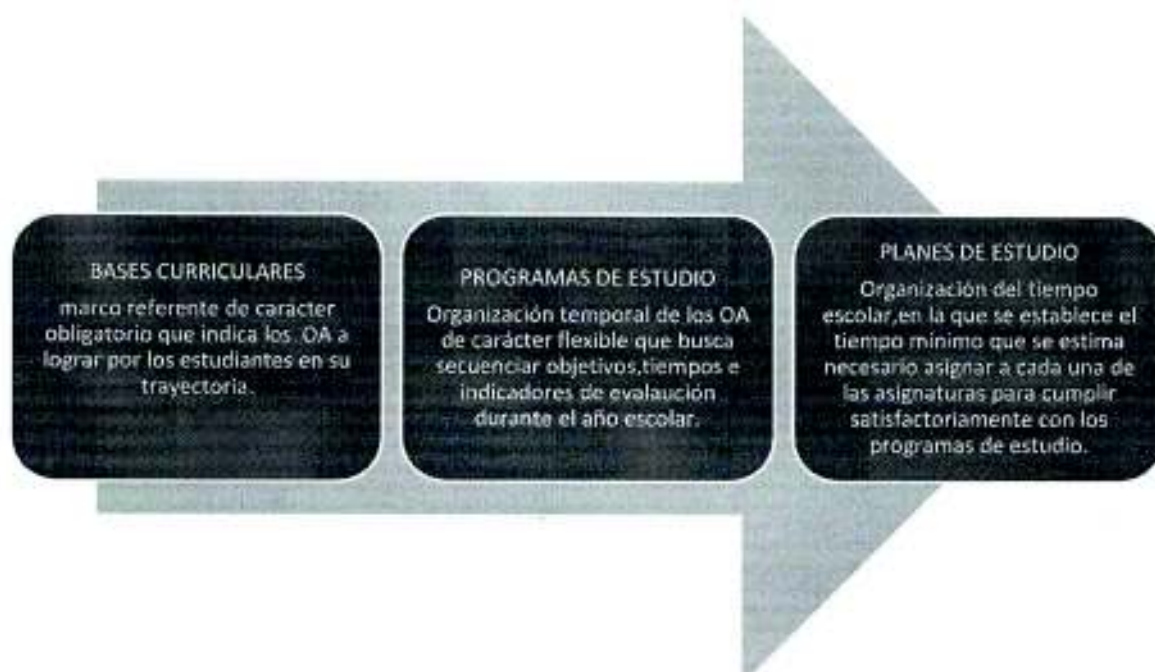 BASES CURRICULARES
marco referente de carácter
obligatorio que indica los OA a
lograr por los estudiantes en su
trayectoria.
PROGRAMAS DE ESTUDIO
Organización temporal de los OA
de carácter flexible que busca
secuenciar objetivos,tiempos e
indicadores de evalaución
durante el año escolar.
PLANES DE ESTUDIO
Organización del tiempo
escolar,en la que se establece el
tiempo mínimo que se estima
necesario asignar a cada una de
las asignaturas para cumplir
satisfactoriamente con los
programas de estudio.